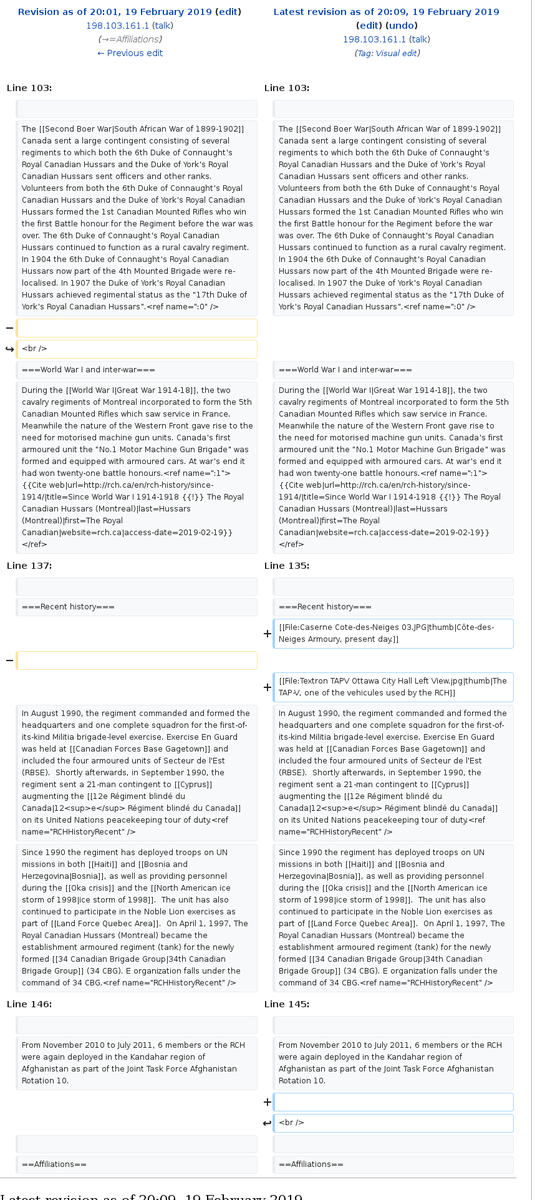 Revision as of 20:01, 19 February 2019 (edit)
198.103.161.1 (talk)
(→=Affiliations)
← Previous edit
Latest revision as of 20:09, 19 February 2019
(edit) (undo)
198.103.161.1 (talk)
(Tag: Visual edit)
Line 103:
Line 103:
The [[Second Boer War|South African War of 1899-1902]]
Canada sent a large contingent consisting of several
regiments to which both the 6th Duke of Connaught's
Royal Canadian Hussars and the Duke of York's Royal
Canadian Hussars sent officers and other ranks.
Volunteers from both the 6th Duke of Connaught's Royal
Canadian Hussars and the Duke of York's Royal Canadian
Hussars formed the 1st Canadian Mounted Rifles who win
the first Battle honour for the Regiment before the war was
over. The 6th Duke of Connaught's Royal Canadian
Hussars continued to function as a rural cavalry regiment.
In 1904 the 6th Duke of Connaught's Royal Canadian
Hussars now part of the 4th Mounted Brigade were re-
localised. In 1907 the Duke of York's Royal Canadian
Hussars achieved regimental status as the "17th Duke of
York's Royal Canadian Hussars".<ref name=":0" />
The [[Second Boer War|South African War of 1899-1902]]
Canada sent a large contingent consisting of several
regiments to which both the 6th Duke of Connaught's
Royal Canadian Hussars and the Duke of York's Royal
Canadian Hussars sent officers and other ranks.
Volunteers from both the 6th Duke of Connaught's Royal
Canadian Hussars and the Duke of York's Royal Canadian
Hussars formed the 1st Canadian Mounted Rifles who win
the first Battle honour for the Regiment before the war
was over. The 6th Duke of Connaught's Royal Canadian
Hussars continued to function as a rural cavalry regiment.
In 1904 the 6th Duke of Connaught's Royal Canadian
Hussars now part of the 4th Mounted Brigade were re-
localised. In 1907 the Duke of York's Royal Canadian
Hussars achieved regimental status as the "17th Duke of
York's Royal Canadian Hussars".<ref name=":0" />
−
↪ <br />
===World War I and inter-war===
===World War I and inter-war===
During the [[World War I|Great War 1914-18]], the two
cavalry regiments of Montreal incorporated to form the 5th
Canadian Mounted Rifles which saw service in France.
Meanwhile the nature of the Western Front gave rise to the
need for motorised machine gun units. Canada's first
armoured unit the "No.1 Motor Machine Gun Brigade" was
formed and equipped with armoured cars. At war's end it
had won twenty-one battle honours.<ref name=":1">
{{Cite web|url=http://rch.ca/en/rch-history/since-
1914/|title=Since World War I 1914-1918 {{!}} The Royal
Canadian Hussars (Montreal)|last=Hussars
(Montreal)|first=The Royal
Canadian|website=rch.ca|access-date=2019-02-19}}
</ref>
During the [[World War I|Great War 1914-18]], the two
cavalry regiments of Montreal incorporated to form the 5th
Canadian Mounted Rifles which saw service in France.
Meanwhile the nature of the Western Front gave rise to the
need for motorised machine gun units. Canada's first
armoured unit the "No.1 Motor Machine Gun Brigade" was
formed and equipped with armoured cars. At war's end it
had won twenty-one battle honours.<ref name=":1">
{{Cite web|url=http://rch.ca/en/rch-history/since-
1914/|title=Since World War I 1914-1918 {{!}} The Royal
Canadian Hussars (Montreal)|last=Hussars
(Montreal)|first=The Royal
Canadian|website=rch.ca|access-date=2019-02-19}}
</ref>
Line 137:
Line 135:
===Recent history===
===Recent history===
+ [[File:Caserne Cote-des-Neiges 03.JPG|thumb|Côte-des-
Neiges Armoury, present day.]]
−
+ [[File:Textron TAPV Ottawa City Hall Left View.jpg|thumb|The
TAP-V, one of the vehicules used by the RCH]]
In August 1990, the regiment commanded and formed the
headquarters and one complete squadron for the first-of-
its-kind Militia brigade-level exercise. Exercise En Guard
was held at [[Canadian Forces Base Gagetown]] and
included the four armoured units of Secteur de l'Est
(RBSE).  Shortly afterwards, in September 1990, the
regiment sent a 21-man contingent to [[Cyprus]]
augmenting the [[12e Régiment blindé du
Canada|12<sup>e</sup> Régiment blindé du Canada]]
on its United Nations peacekeeping tour of duty.<ref
name="RCHHistoryRecent" />
In August 1990, the regiment commanded and formed the
headquarters and one complete squadron for the first-of-
its-kind Militia brigade-level exercise. Exercise En Guard
was held at [[Canadian Forces Base Gagetown]] and
included the four armoured units of Secteur de l'Est
(RBSE).  Shortly afterwards, in September 1990, the
regiment sent a 21-man contingent to [[Cyprus]]
augmenting the [[12e Régiment blindé du
Canada|12<sup>e</sup> Régiment blindé du Canada]]
on its United Nations peacekeeping tour of duty.<ref
name="RCHHistoryRecent" />
Since 1990 the regiment has deployed troops on UN
missions in both [[Haiti]] and [[Bosnia and
Herzegovina|Bosnia]], as well as providing personnel
during the [[Oka crisis]] and the [[North American ice
storm of 1998|ice storm of 1998]].  The unit has also
continued to participate in the Noble Lion exercises as
part of [[Land Force Quebec Area]].  On April 1, 1997, The
Royal Canadian Hussars (Montreal) became the
establishment armoured regiment (tank) for the newly
formed [[34 Canadian Brigade Group|34th Canadian
Brigade Group]] (34 CBG). E organization falls under the
command of 34 CBG.<ref name="RCHHistoryRecent" />
Since 1990 the regiment has deployed troops on UN
missions in both [[Haiti]] and [[Bosnia and
Herzegovina|Bosnia]], as well as providing personnel
during the [[Oka crisis]] and the [[North American ice
storm of 1998|ice storm of 1998]].  The unit has also
continued to participate in the Noble Lion exercises as
part of [[Land Force Quebec Area]].  On April 1, 1997, The
Royal Canadian Hussars (Montreal) became the
establishment armoured regiment (tank) for the newly
formed [[34 Canadian Brigade Group|34th Canadian
Brigade Group]] (34 CBG). E organization falls under the
command of 34 CBG.<ref name="RCHHistoryRecent" />
Line 146:
Line 145:
From November 2010 to July 2011, 6 members or the RCH
were again deployed in the Kandahar region of
Afghanistan as part of the Joint Task Force Afghanistan
Rotation 10.
From November 2010 to July 2011, 6 members or the RCH
were again deployed in the Kandahar region of
Afghanistan as part of the Joint Task Force Afghanistan
Rotation 10.
+
↩ <br />
==Affiliations==
==Affiliations==
Latest revision as of 20:09, 19 February 2019